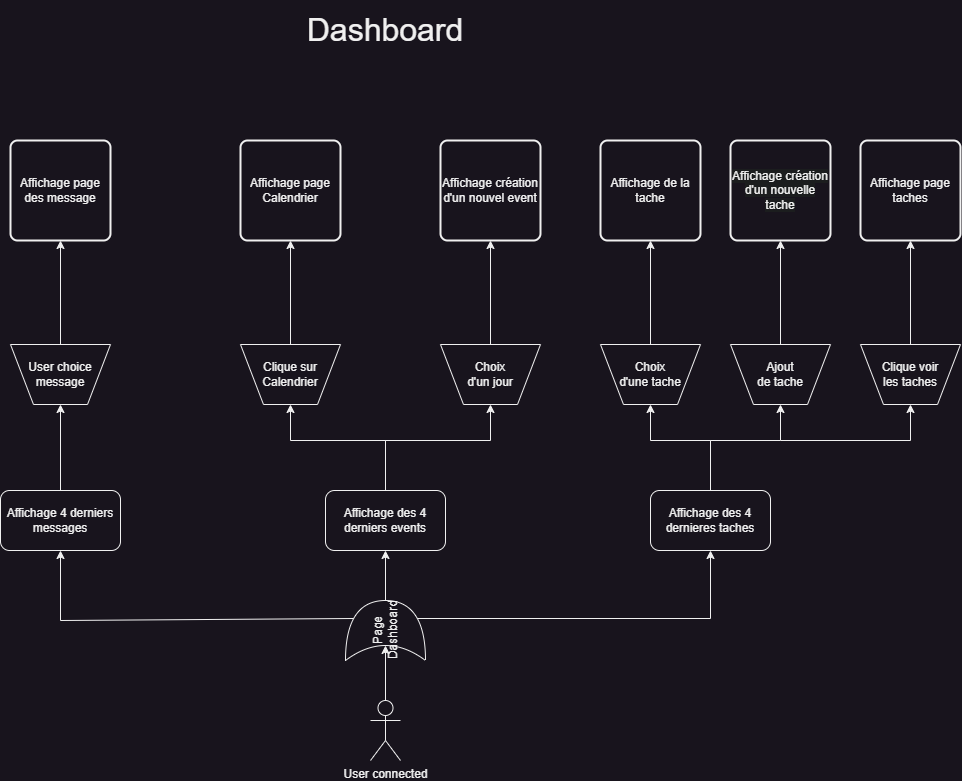 Dashboard
Affichage page
des message
Affichage page
Calendrier
Affichage création
d'un nouvel event
Affichage de la
tache
Affichage création
d'un nouvelle
tache
Affichage page
taches
User choice
message
Clique sur
Calendrier
Choix
d'un jour
Choix
d'une tache
Ajout
de tache
Clique voir
les taches
Affichage 4 derniers
messages
Affichage des 4
derniers events
Affichage des 4
dernieres taches
Page
Dashboard
User connected